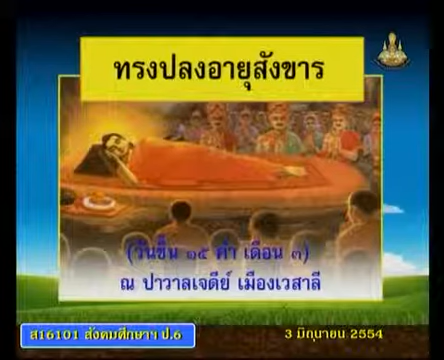 ทรงปลงอายุสังขาร
(วันขึ้น ๑๕ ค่ำ เดือน ๓)
ณ ปาวาลเจดีย์ เมืองเวสาลี
ส16101 สังคมศึกษาฯ ป.6
3 มิถุนายน 2554